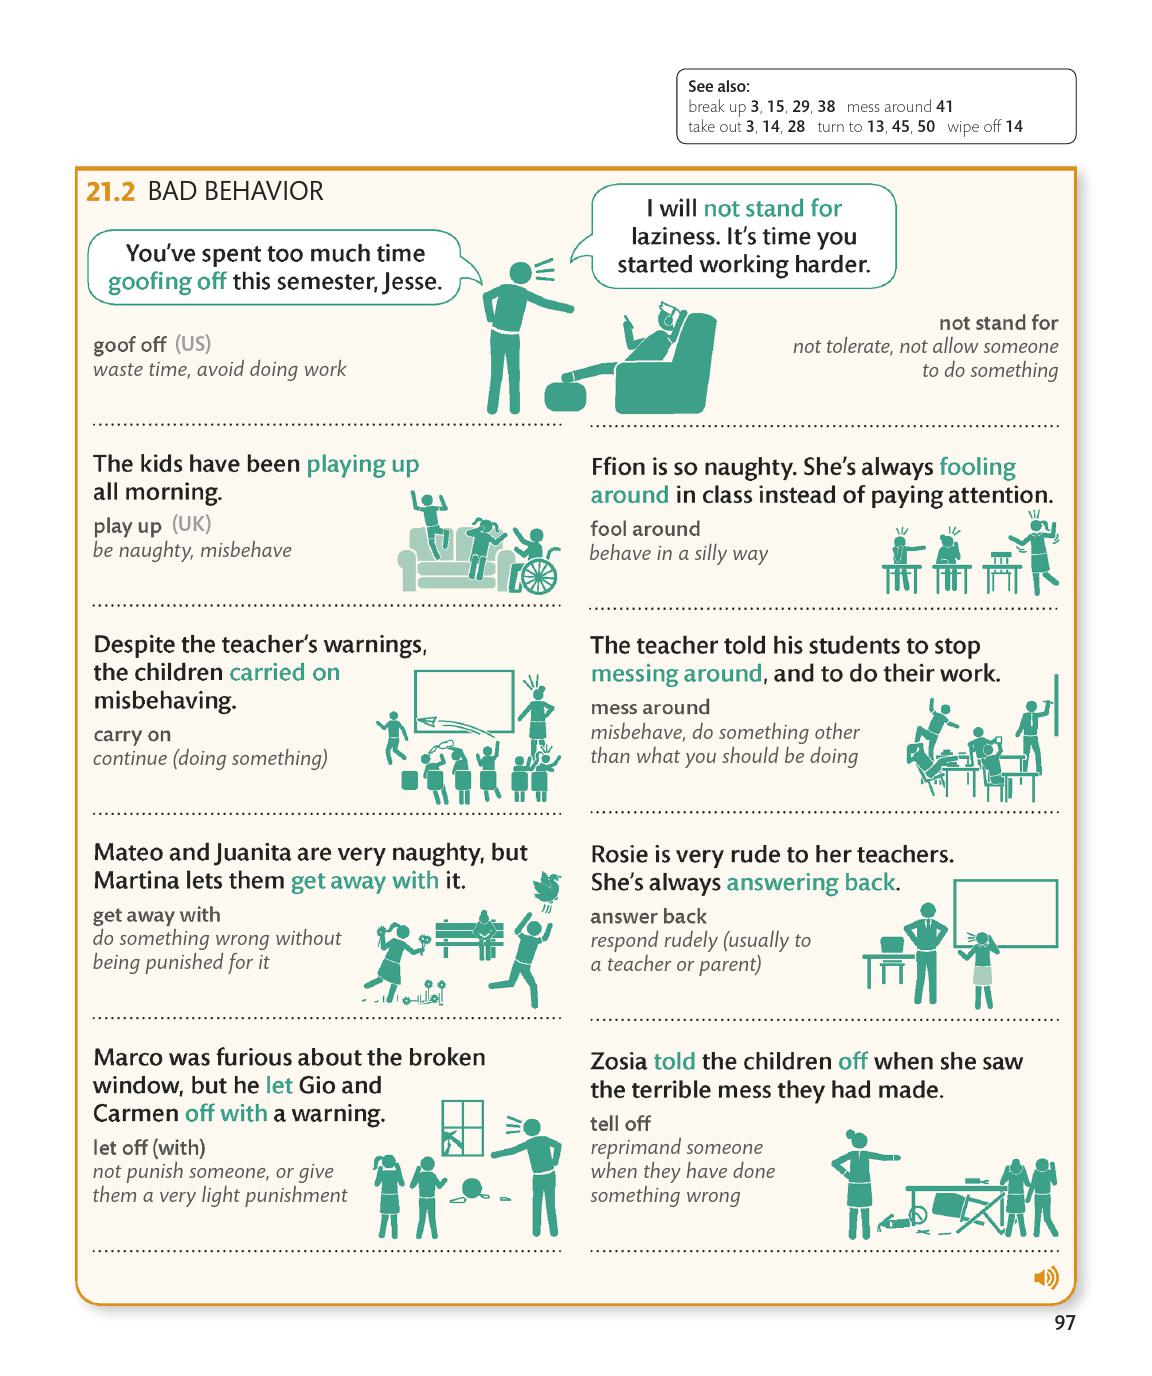 See also:
break up 3, 15, 29, 38 mess around 41
take out 3, 14, 28 turn to 13, 45, 50 wipe off 14
21.2 BAD BEHAVIOR
You've spent too much time
goofing off this semester, Jesse.
I will not stand for
laziness. It's time you
started working harder.
goof off (US)
waste time, avoid doing work
not stand for
not tolerate, not allow someone
to do something
The kids have been playing up
all morning.
play up (UK)
be naughty, misbehave
Ffion is so naughty. She's always fooling
around in class instead of paying attention.
fool around
behave in a silly way
Despite the teacher's warnings,
the children carried on
misbehaving.
carry on
continue (doing something)
The teacher told his students to stop
messing around, and to do their work.
mess around
misbehave, do something other
than what you should be doing
Mateo and Juanita are very naughty, but
Martina lets them get away with it.
get away with
do something wrong without
being punished for it
Rosie is very rude to her teachers.
She's always answering back.
answer back
respond rudely (usually to
a teacher or parent)
Marco was furious about the broken
window, but he let Gio and
Carmen off with a warning.
let off (with)
not punish someone, or give
them a very light punishment
Zosia told the children off when she saw
the terrible mess they had made.
tell off
reprimand someone
when they have done
something wrong
97